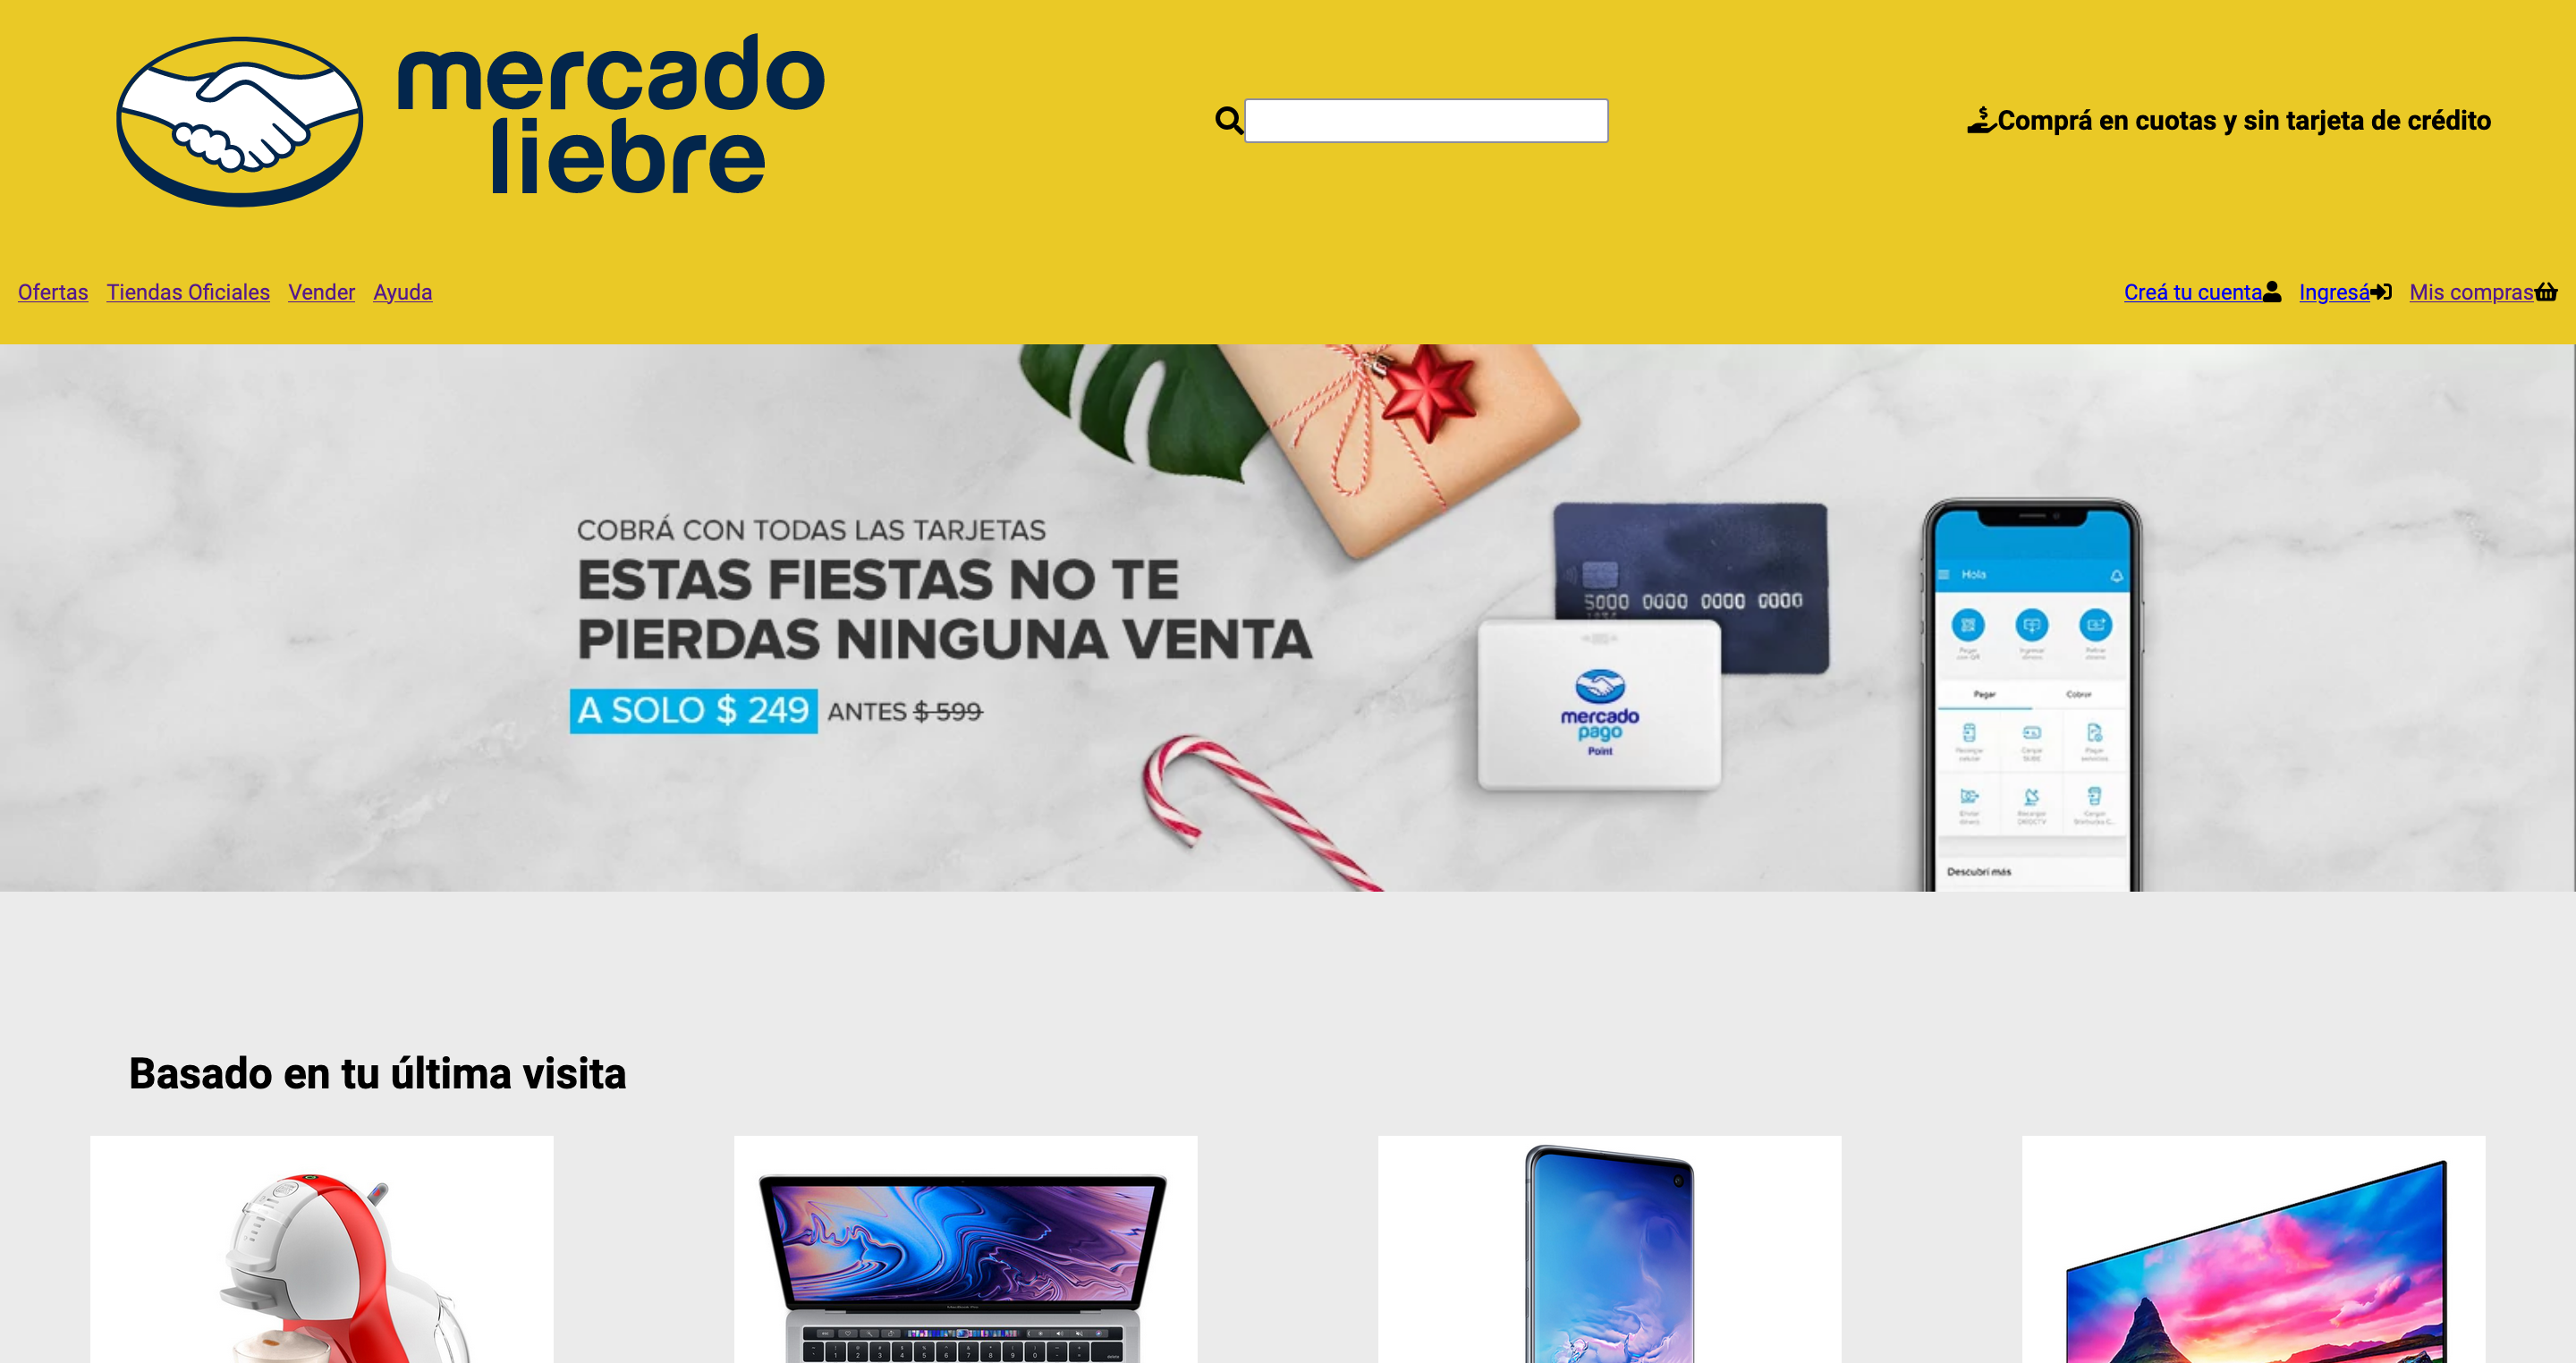 mercado
liebre
Comprá en cuotas y sin tarjeta de crédito
Ofertas Tiendas Oficiales Vender Ayuda
Creá tu cuenta Ingresá Mis compras
COBRÁ CON TODAS LAS TARJETAS
ESTAS FIESTAS NO TE
PIERDAS NINGUNA VENTA
A SOLO $ 249 ANTES $ 599
5000 0000 0000 0000
mercado
pago
Point
Hola
Pagar Cobrar
Descubrí más
Basado en tu última visita